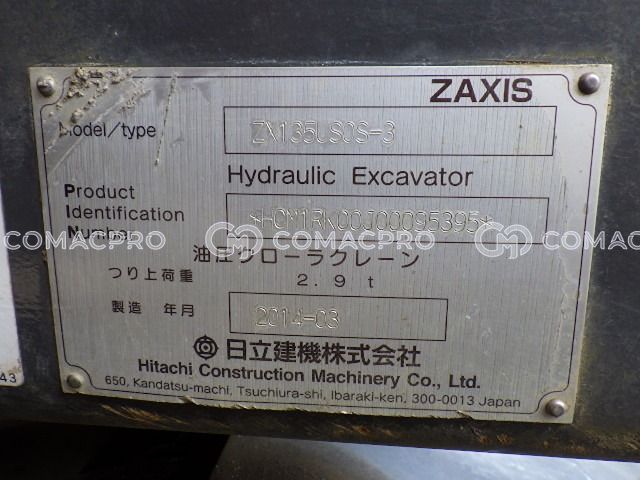 ZAXIS
Model/type ZX135USOS-3
Hydraulic Excavator
Product
Identification
Number *HCM1RK00J00095395*
COMACPRO COMACPRO COMACPRO
油圧クローラクレーン
つり上荷重 2.9 t
製造 年月 2014-03
日立建機株式会社
Hitachi Construction Machinery Co., Ltd.
650, Kandatsu-machi, Tsuchiura-shi, Ibaraki-ken, 300-0013 Japan
43